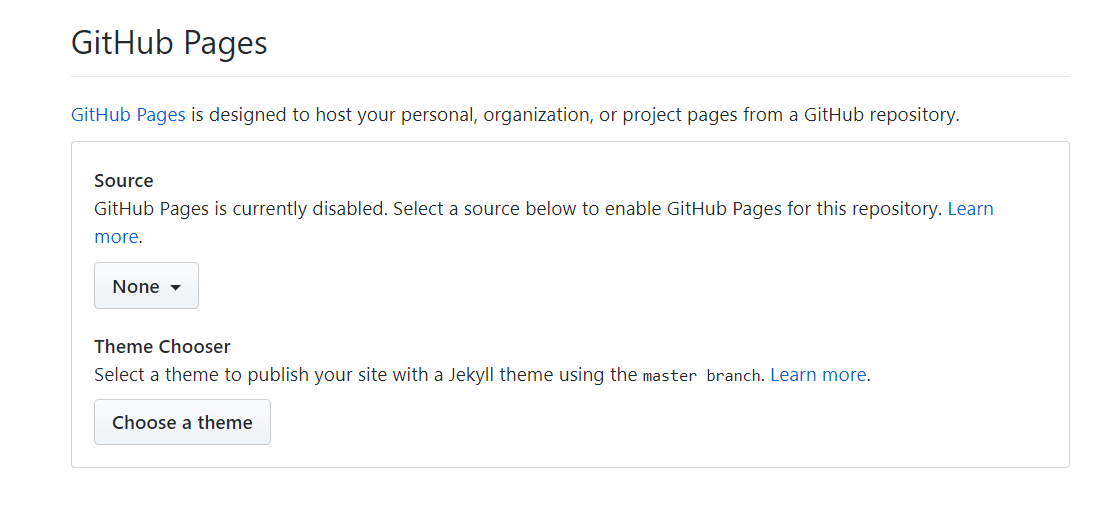 GitHub Pages
GitHub Pages is designed to host your personal, organization, or project pages from a GitHub repository.
Source
GitHub Pages is currently disabled. Select a source below to enable GitHub Pages for this repository. Learn
more.
None
Theme Chooser
Select a theme to publish your site with a Jekyll theme using the master branch. Learn more.
Choose a theme